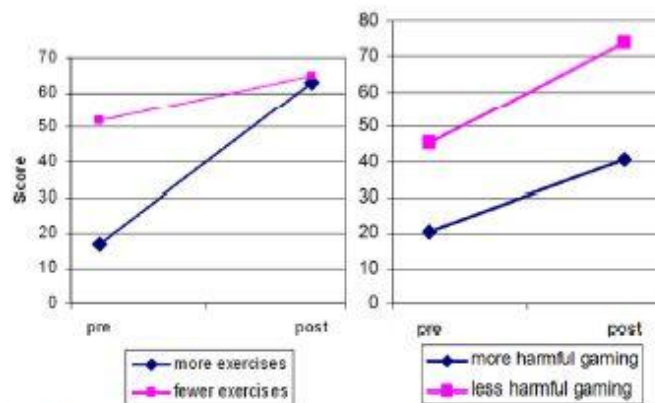 80
70
70
60
60
50
50
40
40
30
30
20
20
10
10
0
0
Score
pre
post
pre
post
more exercises
fewer exercises
more harmful gaming
less harmful gaming